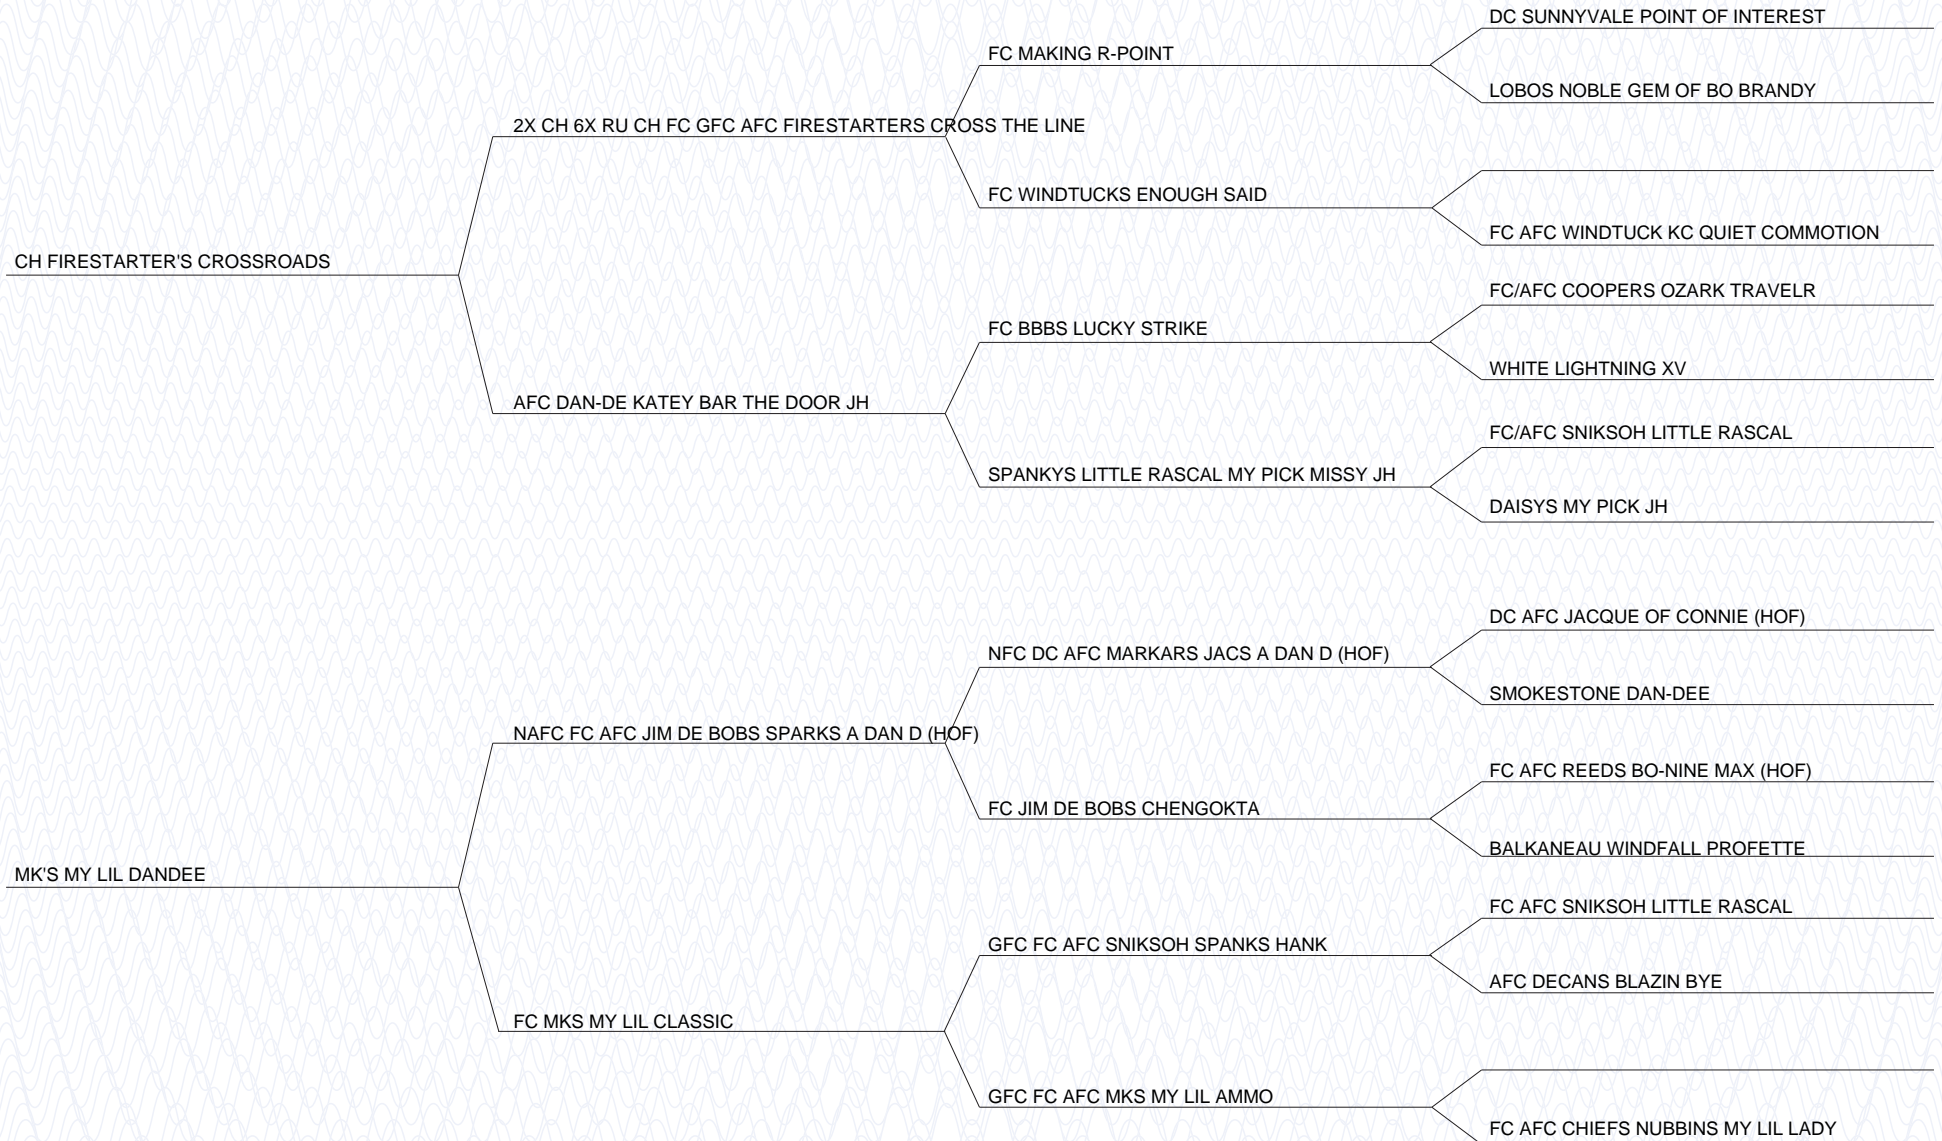 DC SUNNYVALE POINT OF INTEREST
FC MAKING R-POINT
LOBOS NOBLE GEM OF BO BRANDY
2X CH 6X RU CH FC GFC AFC FIRESTARTERS CROSS THE LINE
FC WINDTUCKS ENOUGH SAID
FC AFC WINDTUCK KC QUIET COMMOTION
CH FIRESTARTER'S CROSSROADS
FC/AFC COOPERS OZARK TRAVELR
FC BBBS LUCKY STRIKE
WHITE LIGHTNING XV
AFC DAN-DE KATEY BAR THE DOOR JH
FC/AFC SNIKSOH LITTLE RASCAL
SPANKYS LITTLE RASCAL MY PICK MISSY JH
DAISYS MY PICK JH
DC AFC JACQUE OF CONNIE (HOF)
NFC DC AFC MARKARS JACS A DAN D (HOF)
SMOKESTONE DAN-DEE
NAFC FC AFC JIM DE BOBS SPARKS A DAN D (HOF)
FC AFC REEDS BO-NINE MAX (HOF)
FC JIM DE BOBS CHENGOKTA
BALKANEAU WINDFALL PROFETTE
MK'S MY LIL DANDEE
FC AFC SNIKSOH LITTLE RASCAL
GFC FC AFC SNIKSOH SPANKS HANK
AFC DECANS BLAZIN BYE
FC MKS MY LIL CLASSIC
GFC FC AFC MKS MY LIL AMMO
FC AFC CHIEFS NUBBINS MY LIL LADY